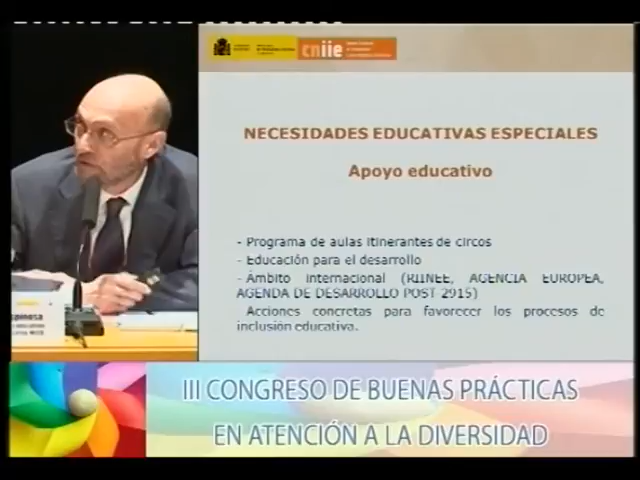 cniie
NECESIDADES EDUCATIVAS ESPECIALES
Apoyo educativo
- Programa de aulas itinerantes de circos
- Educación para el desarrollo
- Ámbito internacional (RIINEE, AGENCIA EUROPEA,
AGENDA DE DESARROLLO POST 2915)
Acciones concretas para favorecer los procesos de
inclusión educativa.
spinosa
III CONGRESO DE BUENAS PRÁCTICAS
EN ATENCIÓN A LA DIVERSIDAD